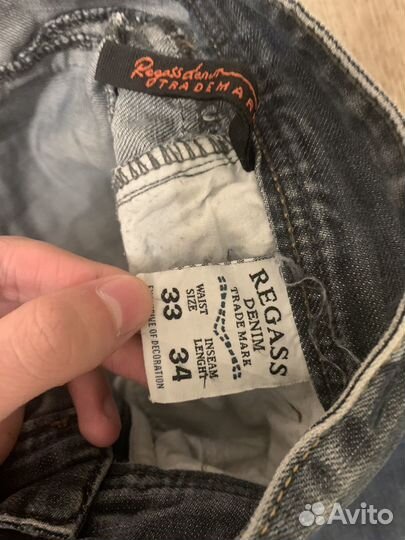 Regass denim
TRADEMAR
REGASS
DENIM
TRADE MARK
WAIST
SIZE
33
INSEAM
LENGHT
34
OF DECORATION
Avito